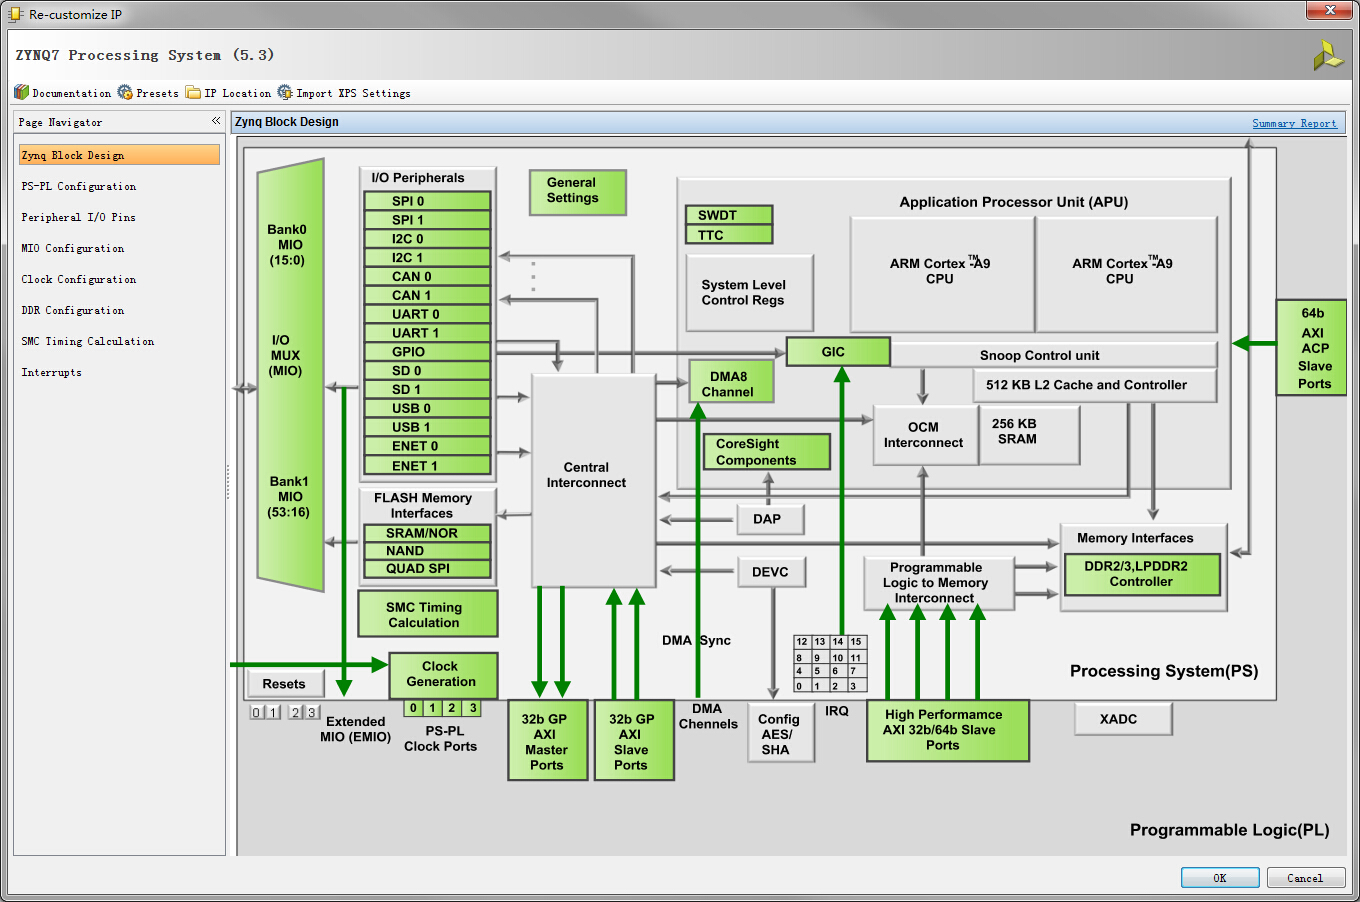 Re-customize IP
ZYNQ7 Processing System (5.3)
Documentation Presets IP Location Import XPS Settings
Page Navigator «
Zynq Block Design
PS-PL Configuration
Peripheral I/O Pins
MIO Configuration
Clock Configuration
DDR Configuration
SMC Timing Calculation
Interrupts
Zynq Block Design
Summary Report
Bank0
MIO
(15:0)
I/O
MUX
(MIO)
Bank1
MIO
(53:16)
I/O Peripherals
SPI 0
SPI 1
I2C 0
I2C 1
CAN 0
CAN 1
UART 0
UART 1
GPIO
SD 0
SD 1
USB 0
USB 1
ENET 0
ENET 1
FLASH Memory
Interfaces
SRAM/NOR
NAND
QUAD SPI
SMC Timing
Calculation
General
Settings
Application Processor Unit (APU)
SWDT
TTC
System Level
Control Regs
ARM Cortex™-A9
CPU
ARM Cortex™-A9
CPU
GIC
Snoop Control unit
DMA8
Channel
512 KB L2 Cache and Controller
OCM
Interconnect
256 KB
SRAM
CoreSight
Components
Central
Interconnect
DAP
DEVC
Programmable
Logic to Memory
Interconnect
Memory Interfaces
DDR2/3,LPDDR2
Controller
64b
AXI
ACP
Slave
Ports
DMA Sync
12 13 14 15
8 9 10 11
4 5 6 7
0 1 2 3
IRQ
Processing System(PS)
Resets
0 1 2 3
Clock
Generation
0 1 2 3
Extended
MIO (EMIO)
PS-PL
Clock Ports
32b GP
AXI
Master
Ports
32b GP
AXI
Slave
Ports
DMA
Channels
Config
AES/
SHA
High Performamce
AXI 32b/64b Slave
Ports
XADC
Programmable Logic(PL)
OK Cancel